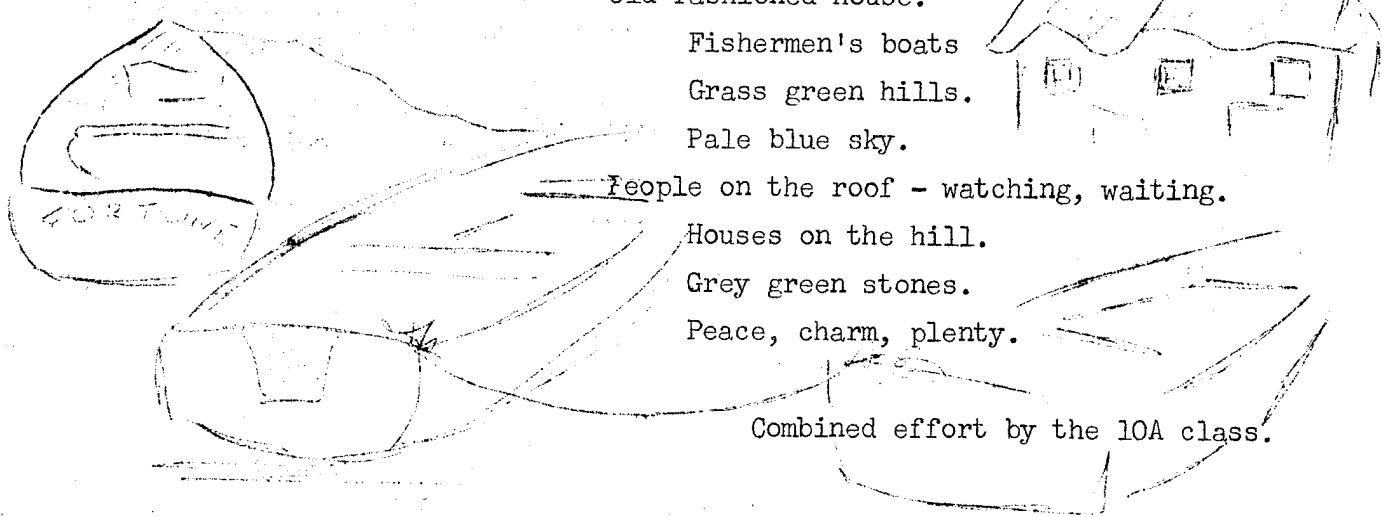 old fashioned house.
Fishermen's boats
Grass green hills.
Pale blue sky.
People on the roof - watching, waiting.
Houses on the hill.
Grey green stones.
Peace, charm, plenty.
Combined effort by the 10A class.